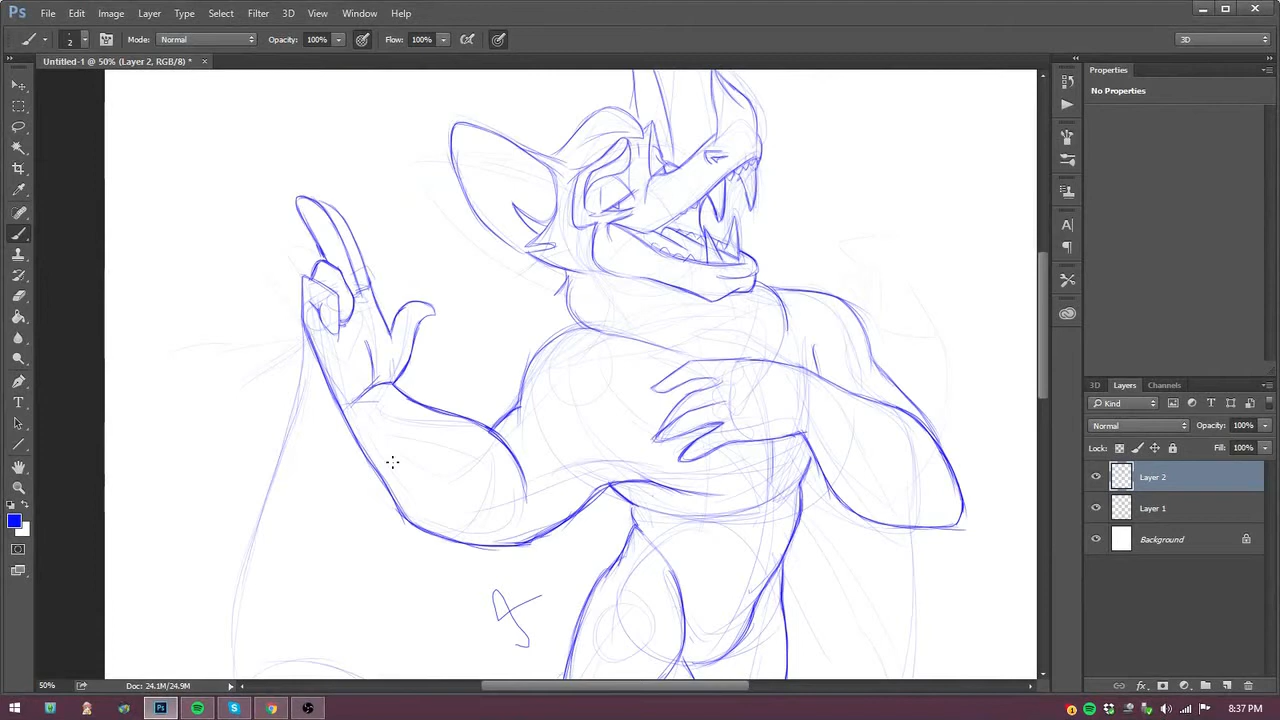 Ps File Edit Image Layer Type Select Filter 3D View Window Help
2 Mode: Normal Opacity: 100% Flow: 100% 3D
Untitled-1 @ 50% (Layer 2, RGB/8) * ×
Properties
No Properties
3D Layers Channels
Kind
Normal Opacity: 100%
Lock: Fill: 100%
Layer 2
Layer 1
Background
50% Doc: 24.1M/24.9M
8:37 PM